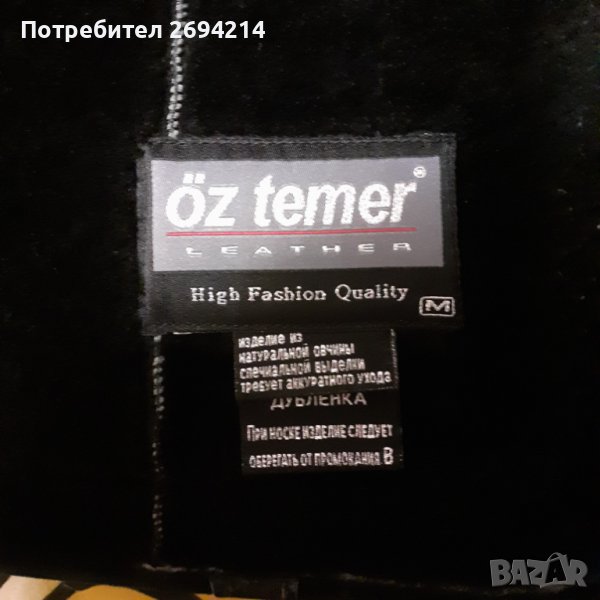 Потребител 2694214
öz temer®
LEATHER
High Fashion Quality
M
изделие из
натуральной овчины
специальной выделки
требует аккуратного ухода
ДУБЛЕНКА
ПРИ НОСКЕ ИЗДЕЛИЕ СЛЕДУЕТ
ОБЕРЕГАТЬ ОТ ПРОМОКАНИЯ В
BAZAR